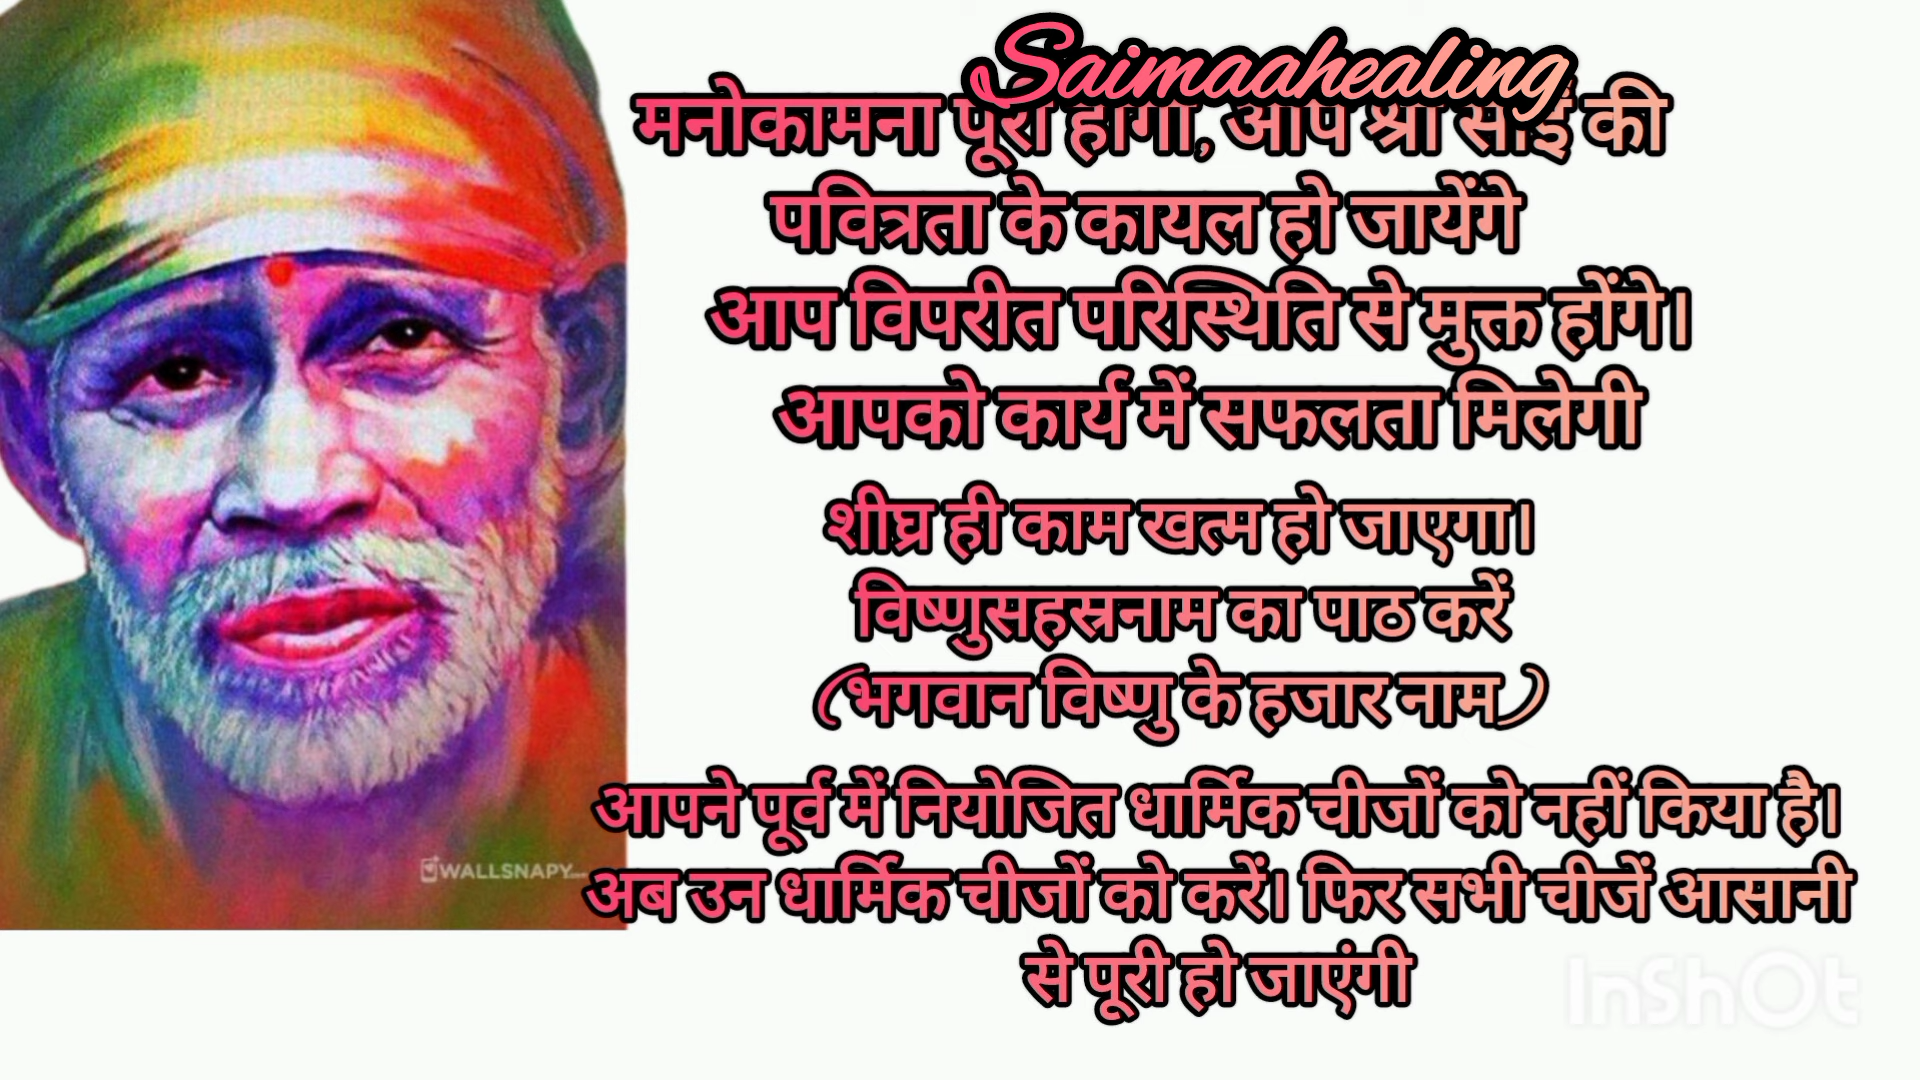 Saimaahealing
मनोकामना पूरी होगी, आप श्री साईं की
पवित्रता के कायल हो जायेंगे
आप विपरीत परिस्थिति से मुक्त होंगे।
आपको कार्य में सफलता मिलेगी
शीघ्र ही काम खत्म हो जाएगा।
विष्णुसहस्रनाम का पाठ करें
(भगवान विष्णु के हजार नाम)
आपने पूर्व में नियोजित धार्मिक चीजों को नहीं किया है।
अब उन धार्मिक चीजों को करें। फिर सभी चीजें आसानी
से पूरी हो जाएंगी
WALLSNAPY
InShOt